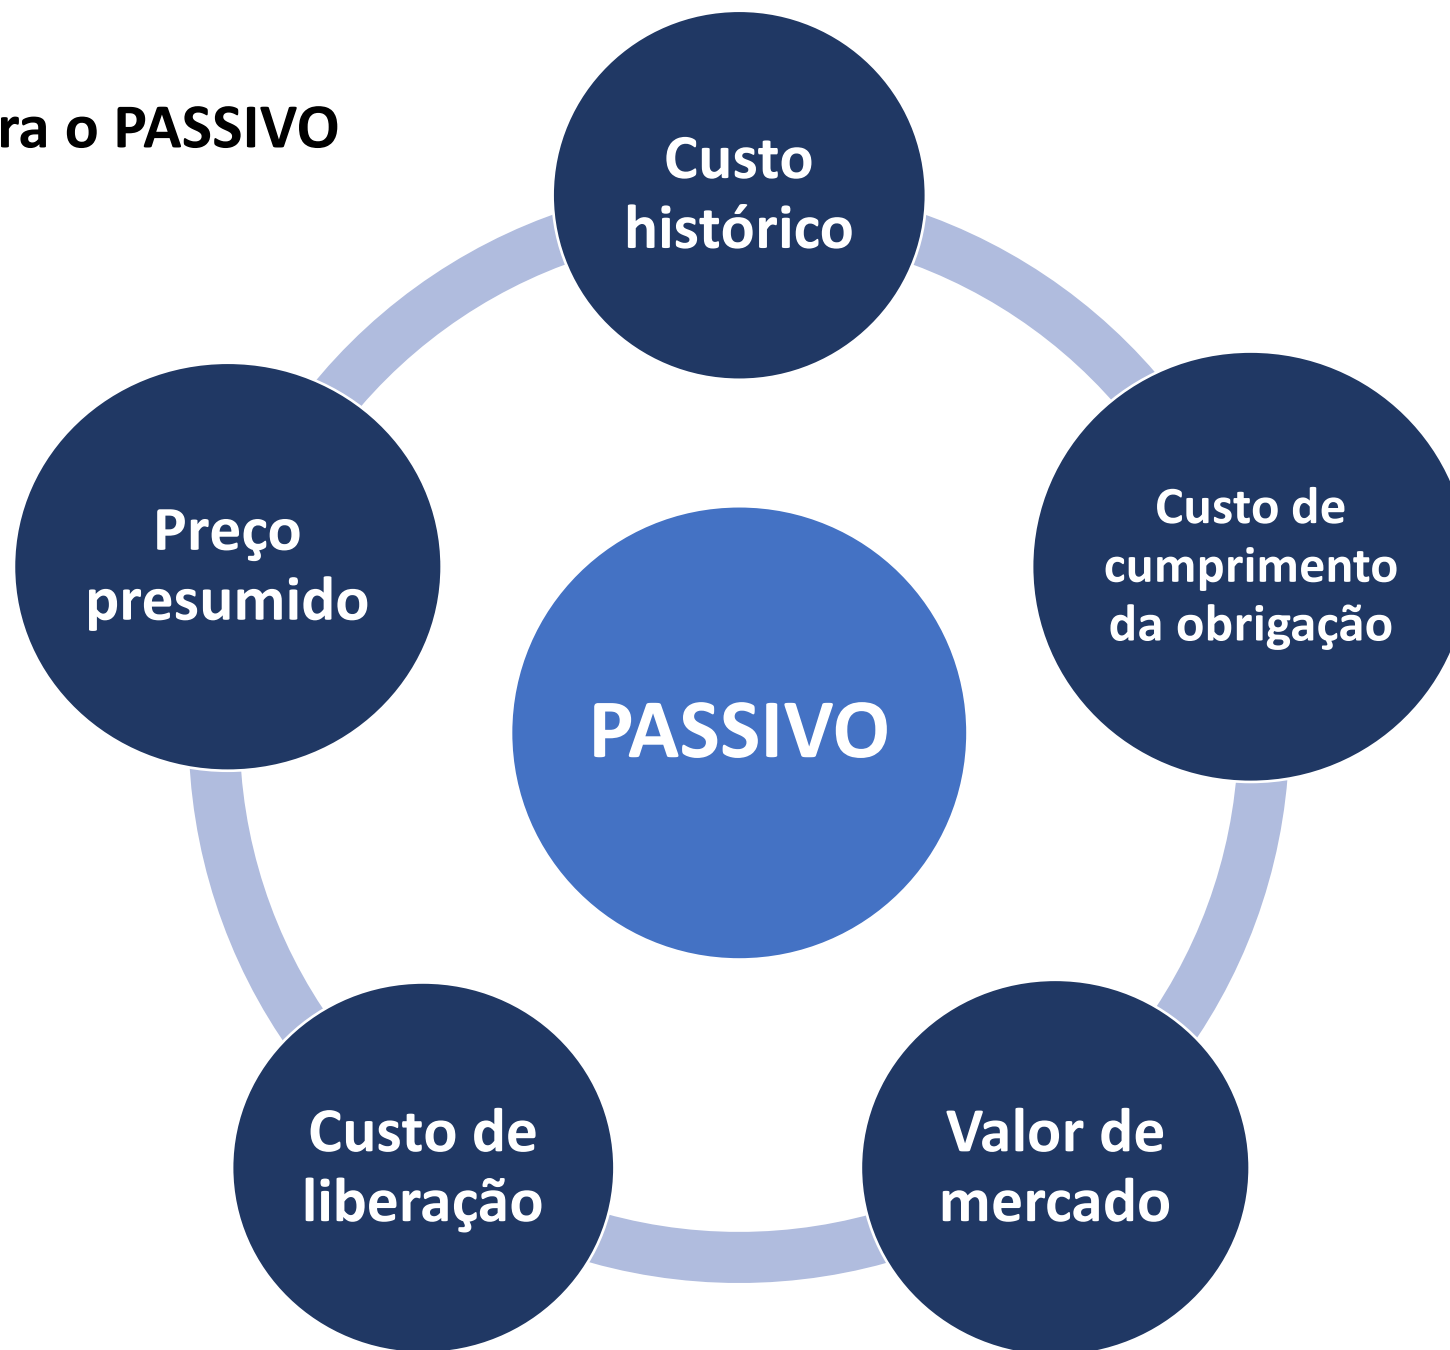 ra o PASSIVO
Custo
histórico
Custo de
cumprimento
da obrigação
Valor de
mercado
Custo de
liberação
Preço
presumido
PASSIVO